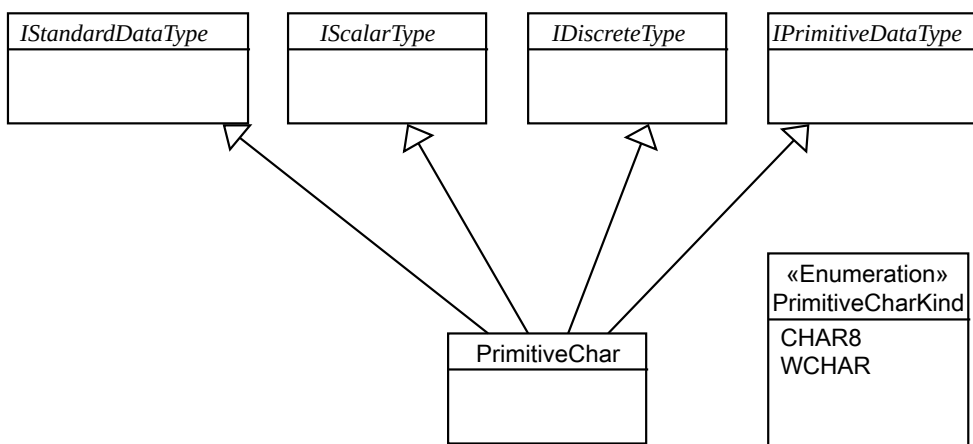 IStandardDataType
IScalarType
IDiscreteType
IPrimitiveDataType
«Enumeration»
PrimitiveCharKind
CHAR8
WCHAR
PrimitiveChar